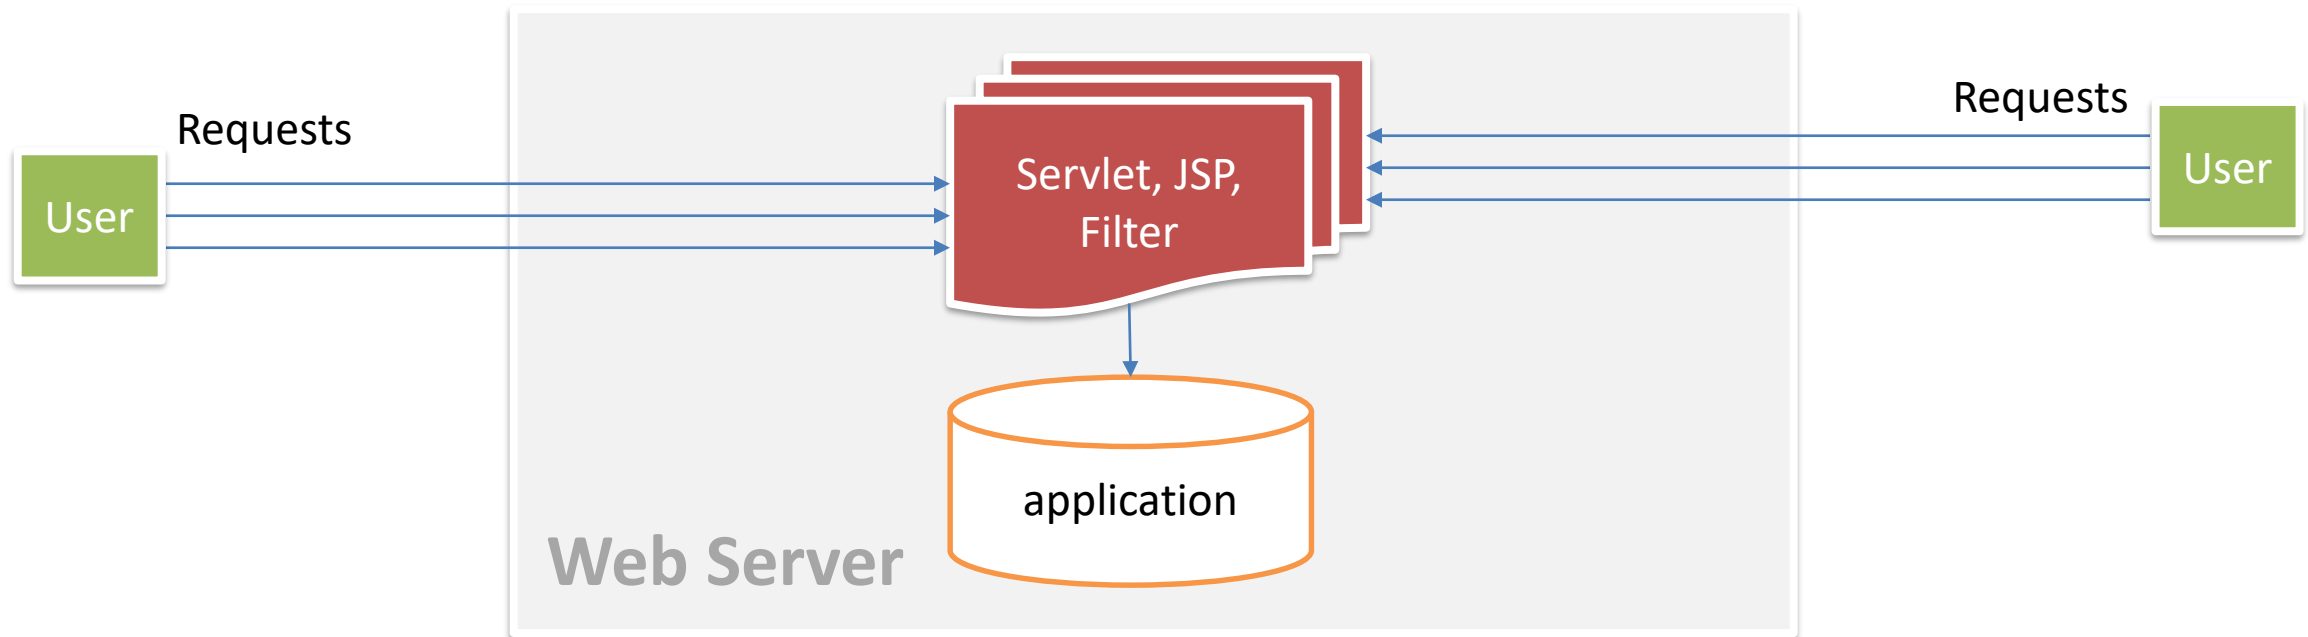 Requests
User
Servlet, JSP,
Filter
Requests
User
application
Web Server